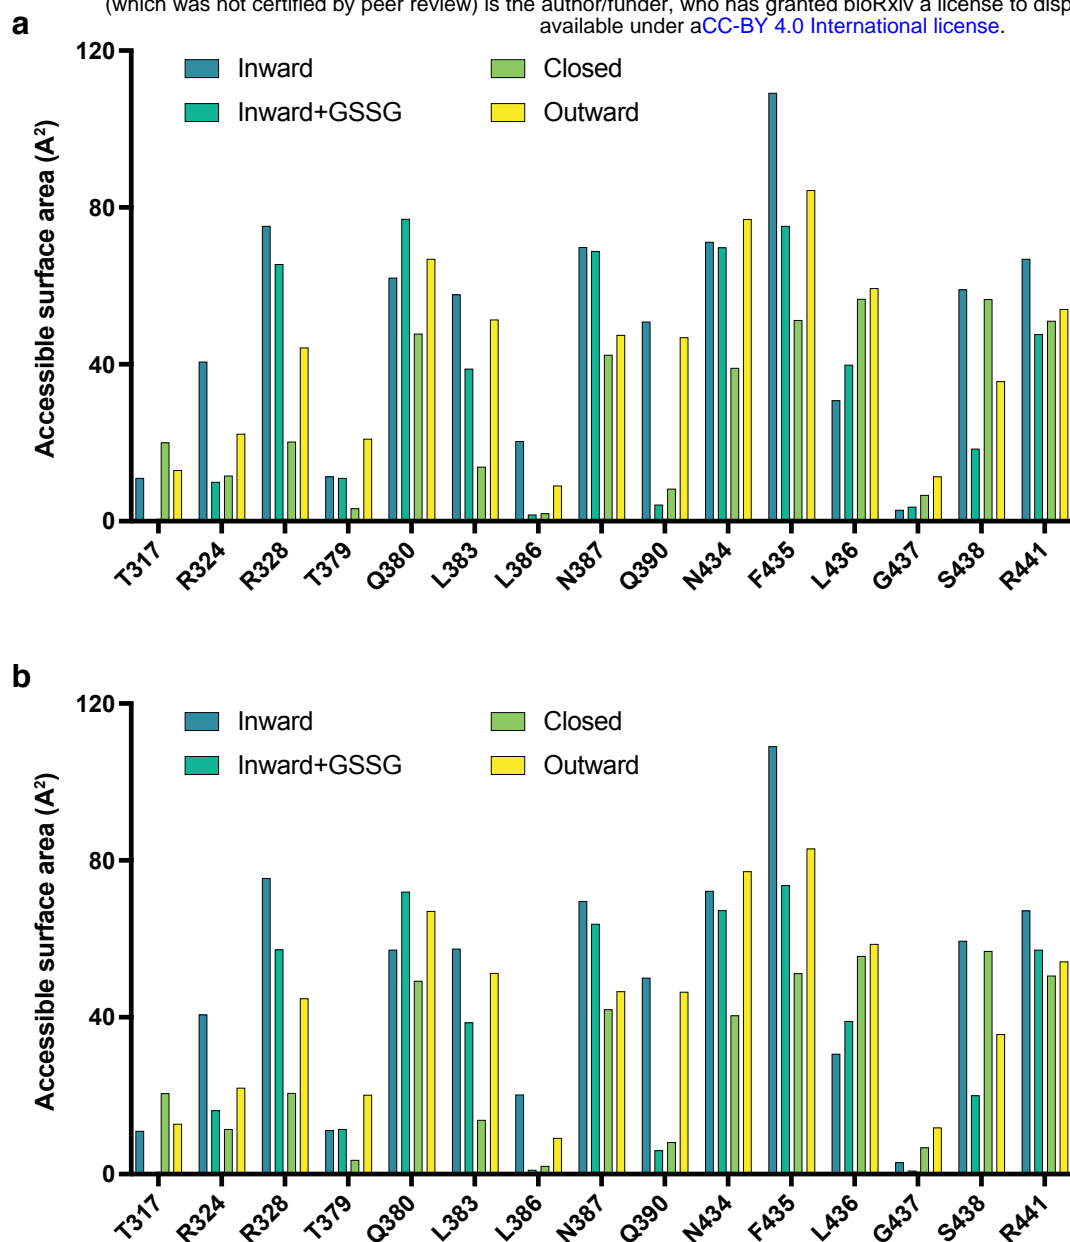 (which was not certified by peer review) is the author/funder, who has granted bioRxiv a license to disp
available under aCC-BY 4.0 International license.
a
120
80
40
0
Accessible surface area (A²)
Inward
Closed
Inward+GSSG
Outward
T317 R324 R328 T379 Q380 L383 L386 N387 Q390 N434 F435 L436 G437 S438 R441
b
120
80
40
0
Accessible surface area (A²)
Inward
Closed
Inward+GSSG
Outward
T317 R324 R328 T379 Q380 L383 L386 N387 Q390 N434 F435 L436 G437 S438 R441